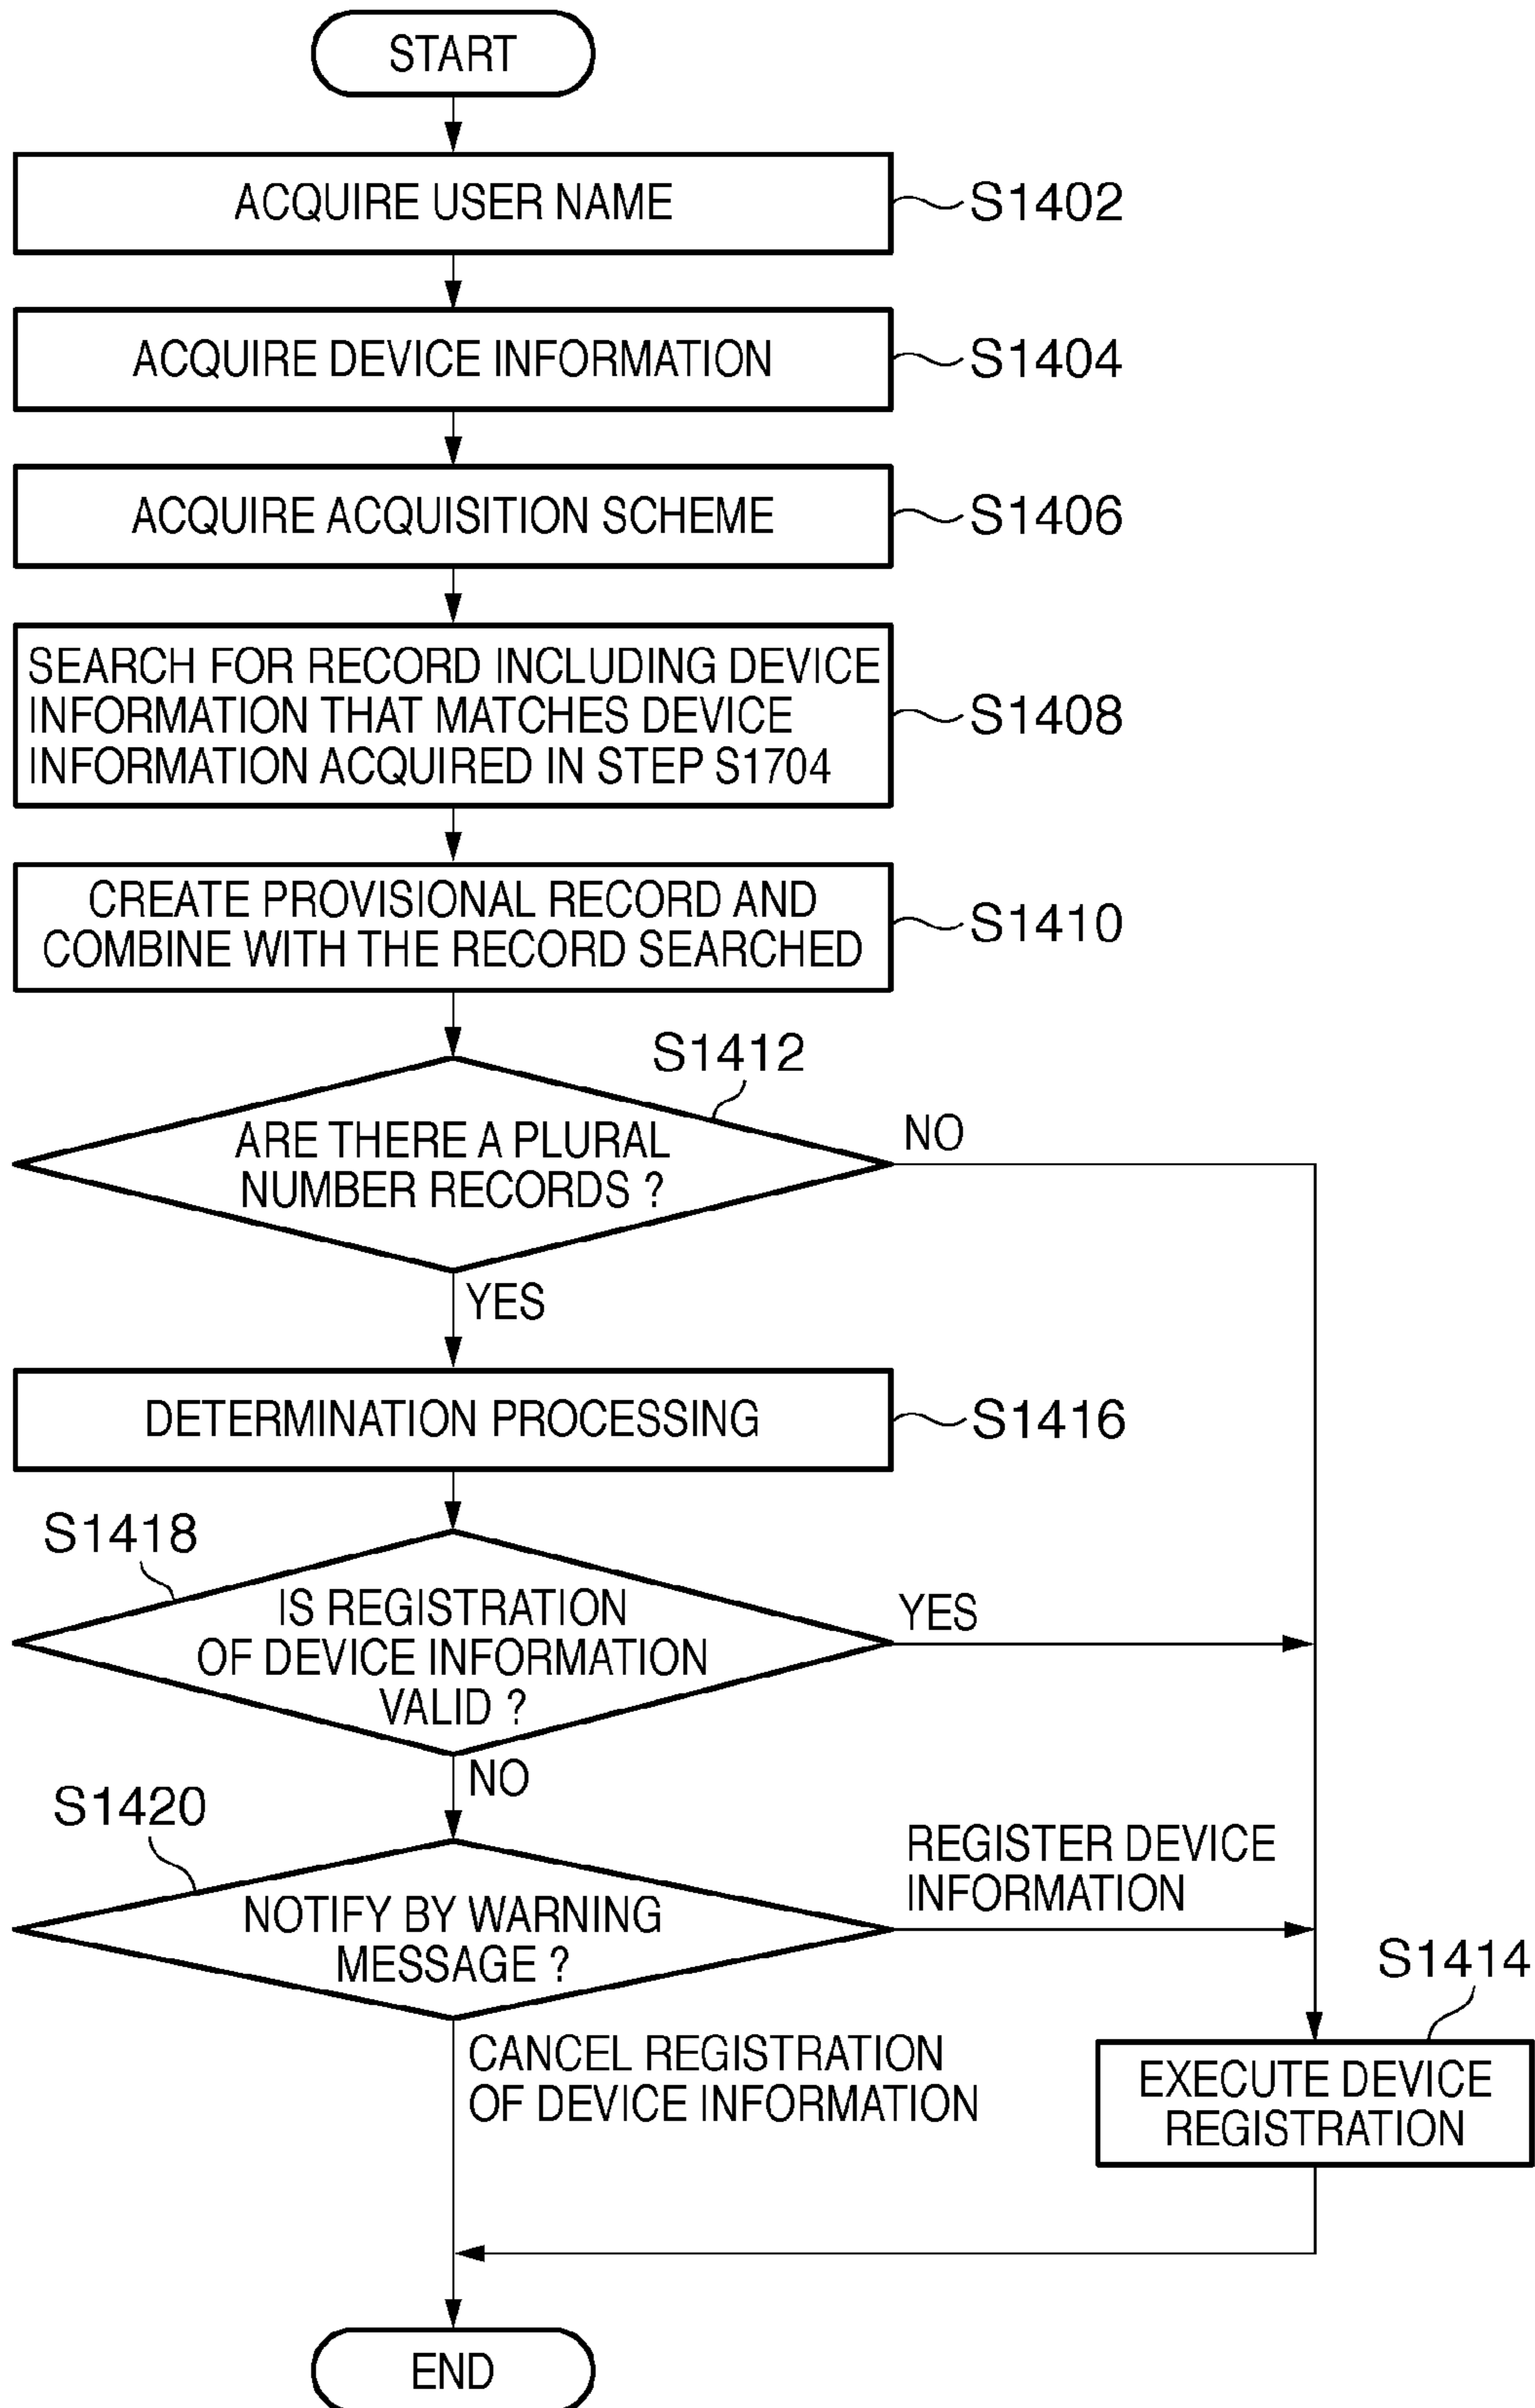 START
ACQUIRE USER NAME
S1402
ACQUIRE DEVICE INFORMATION
S1404
ACQUIRE ACQUISITION SCHEME
S1406
SEARCH FOR RECORD INCLUDING DEVICE
INFORMATION THAT MATCHES DEVICE
INFORMATION ACQUIRED IN STEP S1704
S1408
CREATE PROVISIONAL RECORD AND
COMBINE WITH THE RECORD SEARCHED
S1410
S1412
ARE THERE A PLURAL
NUMBER RECORDS ?
NO
YES
DETERMINATION PROCESSING
S1416
S1418
IS REGISTRATION
OF DEVICE INFORMATION
VALID ?
YES
NO
S1420
NOTIFY BY WARNING
MESSAGE ?
REGISTER DEVICE
INFORMATION
S1414
EXECUTE DEVICE
REGISTRATION
CANCEL REGISTRATION
OF DEVICE INFORMATION
END